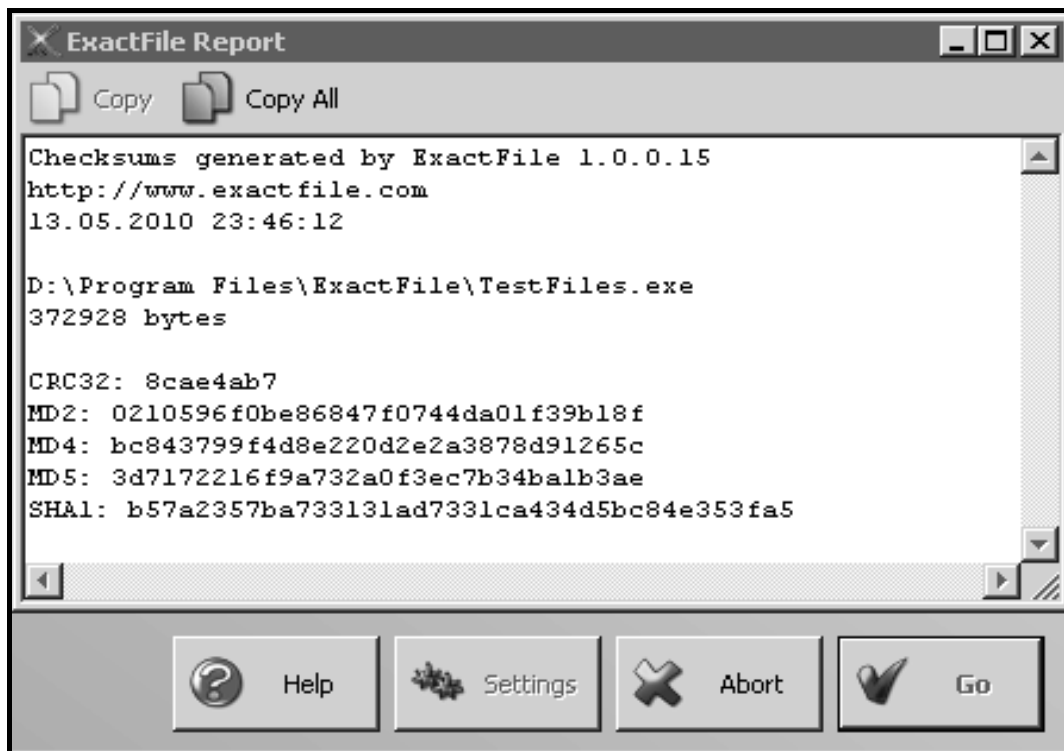 ExactFile Report
Copy Copy All
Checksums generated by ExactFile 1.0.0.15
http://www.exactfile.com
13.05.2010 23:46:12
D:\Program Files\ExactFile\TestFiles.exe
372928 bytes
CRC32: 8cae4ab7
MD2: 0210596f0be86847f0744da01f39b18f
MD4: bc843799f4d8e220d2e2a3878d91265c
MD5: 3d7172216f9a732a0f3ec7b34ba1b3ae
SHA1: b57a2357ba733131ad7331ca434d5bc84e353fa5
Help Settings Abort Go